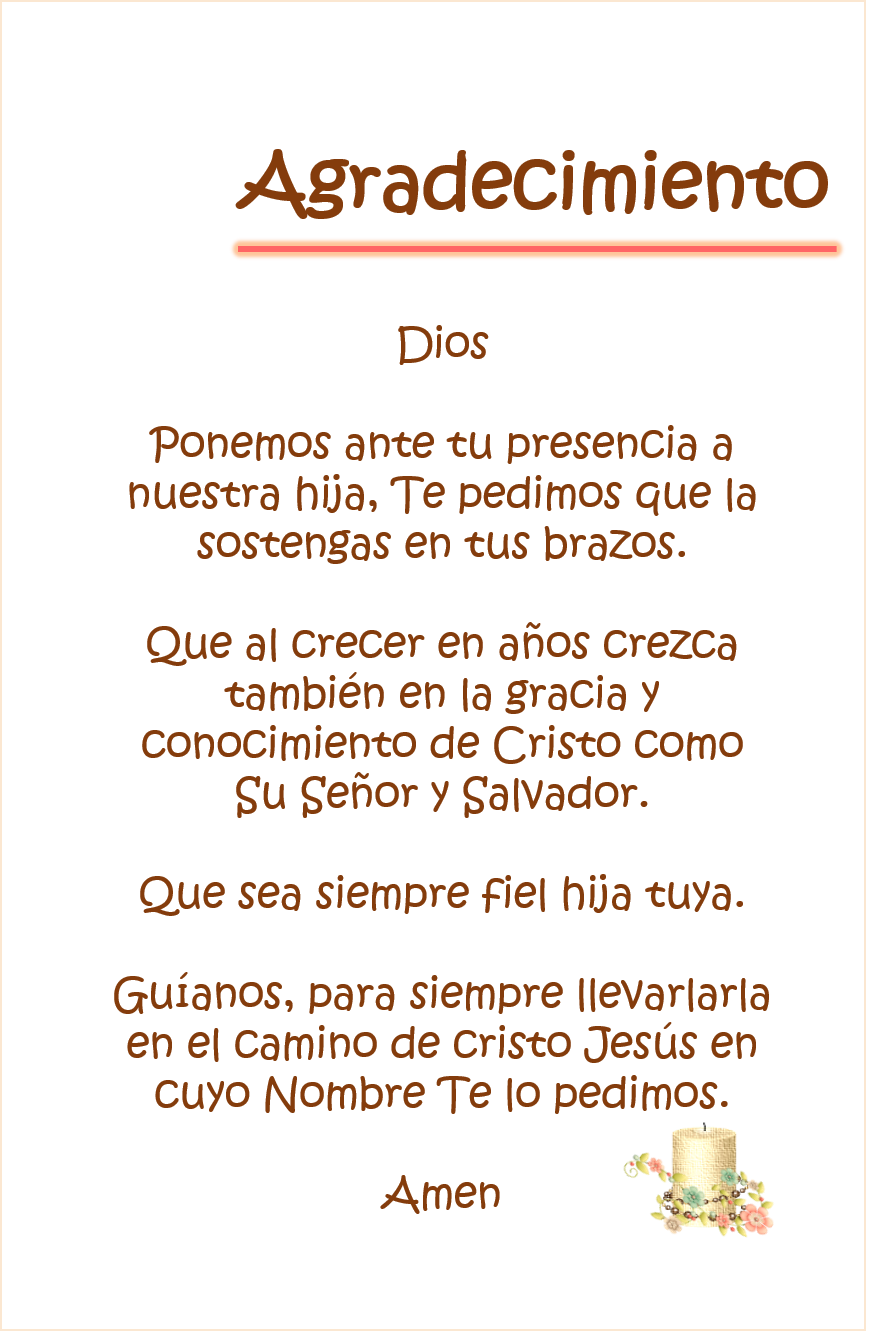 Agradecimiento
Dios
Ponemos ante tu presencia a
nuestra hija, Te pedimos que la
sostengas en tus brazos.
Que al crecer en años crezca
también en la gracia y
conocimiento de Cristo como
Su Señor y Salvador.
Que sea siempre fiel hija tuya.
Guíanos, para siempre llevarlarla
en el camino de cristo Jesús en
cuyo Nombre Te lo pedimos.
Amen